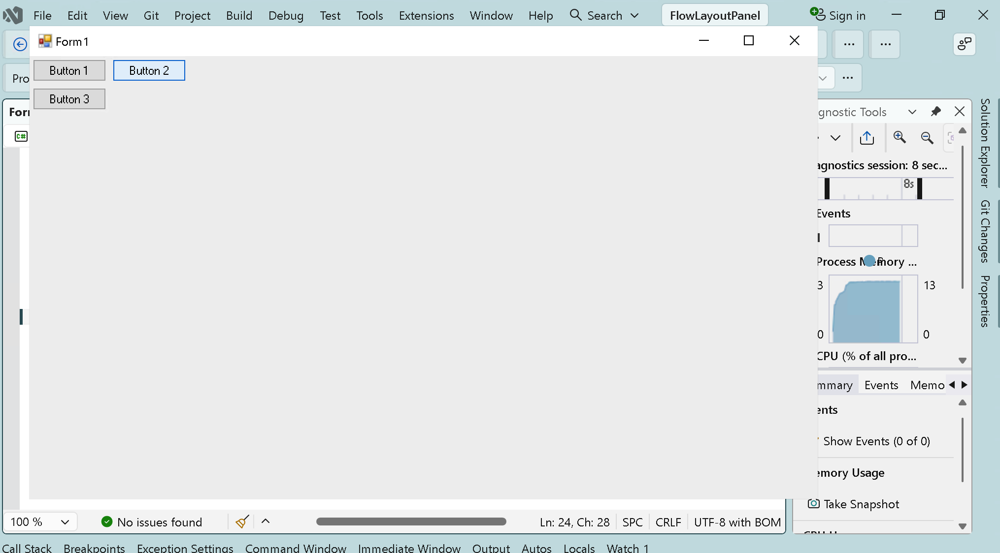 File Edit View Git Project Build Debug Test Tools Extensions Window Help Search FlowLayoutPanel Sign in
Form1
Button 1 Button 2
Button 3
Pro
For
C#
gnostic Tools
agnostics session: 8 sec...
8s
Events
Process Memory ...
3 13
0 0
CPU (% of all pro...
mmary Events Memo
ents
Show Events (0 of 0)
emory Usage
Take Snapshot
100 % No issues found Ln: 24, Ch: 28 SPC CRLF UTF-8 with BOM
Call Stack Breakpoints Exception Settings Command Window Immediate Window Output Autos Locals Watch 1
Solution Explorer
Git Changes
Properties